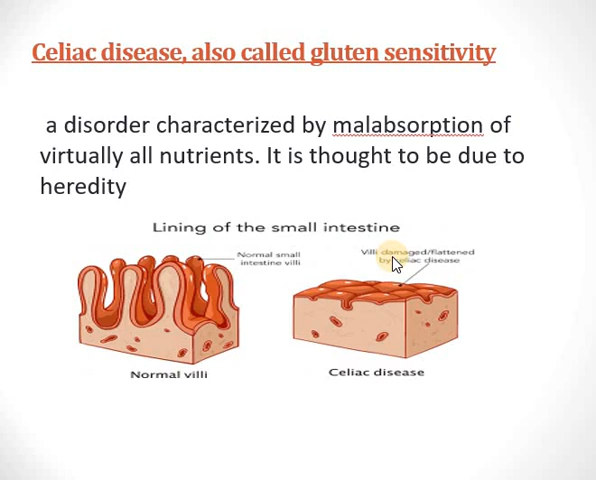 Celiac disease, also called gluten sensitivity
a disorder characterized by malabsorption of
virtually all nutrients. It is thought to be due to
heredity
Lining of the small intestine
Normal small
intestine villi
Villi damaged/flattened
by celiac disease
Normal villi
Celiac disease